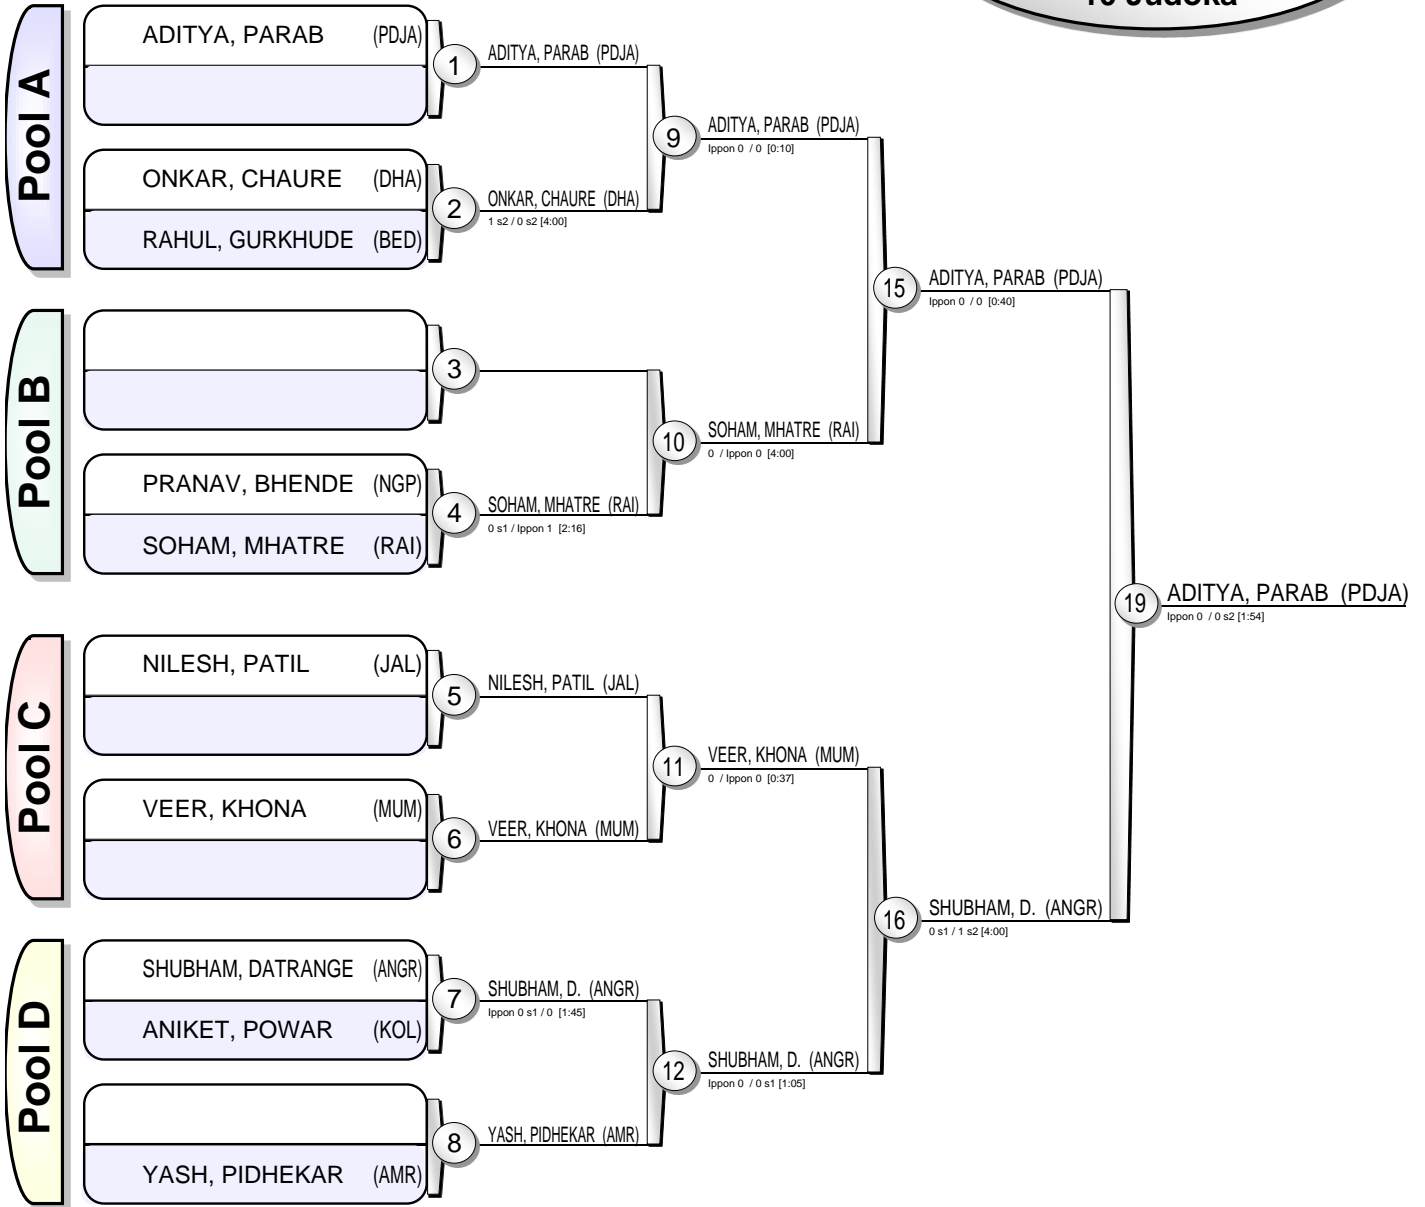 10 Judoka
Pool A
ADITYA, PARAB (PDJA)
1
ADITYA, PARAB (PDJA)
ONKAR, CHAURE (DHA)
RAHUL, GURKHUDE (BED)
2
ONKAR, CHAURE (DHA)
1 s2 / 0 s2 [4:00]
9
ADITYA, PARAB (PDJA)
Ippon 0 / 0 [0:10]
Pool B
3
PRANAV, BHENDE (NGP)
SOHAM, MHATRE (RAI)
4
SOHAM, MHATRE (RAI)
0 s1 / Ippon 1 [2:16]
10
SOHAM, MHATRE (RAI)
0 / Ippon 0 [4:00]
15
ADITYA, PARAB (PDJA)
Ippon 0 / 0 [0:40]
Pool C
NILESH, PATIL (JAL)
5
NILESH, PATIL (JAL)
VEER, KHONA (MUM)
6
VEER, KHONA (MUM)
11
VEER, KHONA (MUM)
0 / Ippon 0 [0:37]
Pool D
SHUBHAM, DATRANGE (ANGR)
ANIKET, POWAR (KOL)
7
SHUBHAM, D. (ANGR)
Ippon 0 s1 / 0 [1:45]
YASH, PIDHEKAR (AMR)
8
YASH, PIDHEKAR (AMR)
12
SHUBHAM, D. (ANGR)
Ippon 0 / 0 s1 [1:05]
16
SHUBHAM, D. (ANGR)
0 s1 / 1 s2 [4:00]
19
ADITYA, PARAB (PDJA)
Ippon 0 / 0 s2 [1:54]